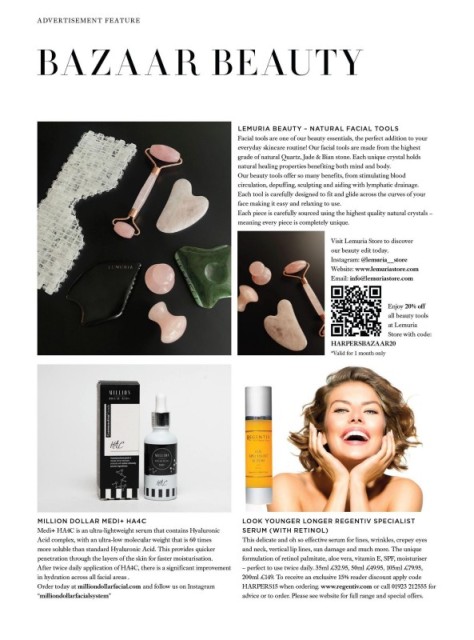 ADVERTISEMENT FEATURE
BAZAAR BEAUTY
LEMURIA BEAUTY – NATURAL FACIAL TOOLS
Facial tools are one of our beauty essentials, the perfect addition to your
everyday skincare routine! Our facial tools are made from the highest
grade of natural Quartz, Jade & Bian stone. Each unique crystal holds
natural healing properties benefiting both mind and body.
Our beauty tools offer so many benefits, from stimulating blood
circulation, depuffing, sculpting and aiding with lymphatic drainage.
Each tool is carefully designed to fit and glide across the curves of your
face making it easy and relaxing to use.
Each piece is carefully sourced using the highest quality natural crystals –
meaning every piece is completely unique.
LEMURIA
Visit Lemuria Store to discover
our beauty edit today.
Instagram: @lemuria__store
Website: www.lemuriastore.com
Email: info@lemuriastore.com
Enjoy 20% off
all beauty tools
at Lemuria
Store with code:
HARPERSBAZAAR20
*Valid for 1 month only
MILLION
HAC
REGENTIV
MILLION DOLLAR MEDI+ HA4C
Medi+ HA4C is an ultra-lightweight serum that contains Hyaluronic
Acid complex, with an ultra-low molecular weight that is 60 times
more soluble than standard Hyaluronic Acid. This provides quicker
penetration through the layers of the skin for faster moisturisation.
After twice daily application of HA4C, there is a significant improvement
in hydration across all facial areas .
Order today at milliondollarfacial.com and follow us on Instagram
"milliondollarfacialsystem"
LOOK YOUNGER LONGER REGENTIV SPECIALIST
SERUM (WITH RETINOL)
This delicate and oh so effective serum for lines, wrinkles, crepey eyes
and neck, vertical lip lines, sun damage and much more. The unique
formulation of retinol palmitate, aloe vera, vitamin E, SPF, moisturiser
– perfect to use twice daily. 35ml £32.95, 50ml £49.95, 105ml £79.95,
200ml £149. To receive an exclusive 15% reader discount apply code
HARPERS15 when ordering. www.regentiv.com or call 01923 212555 for
advice or to order. Please see website for full range and special offers.